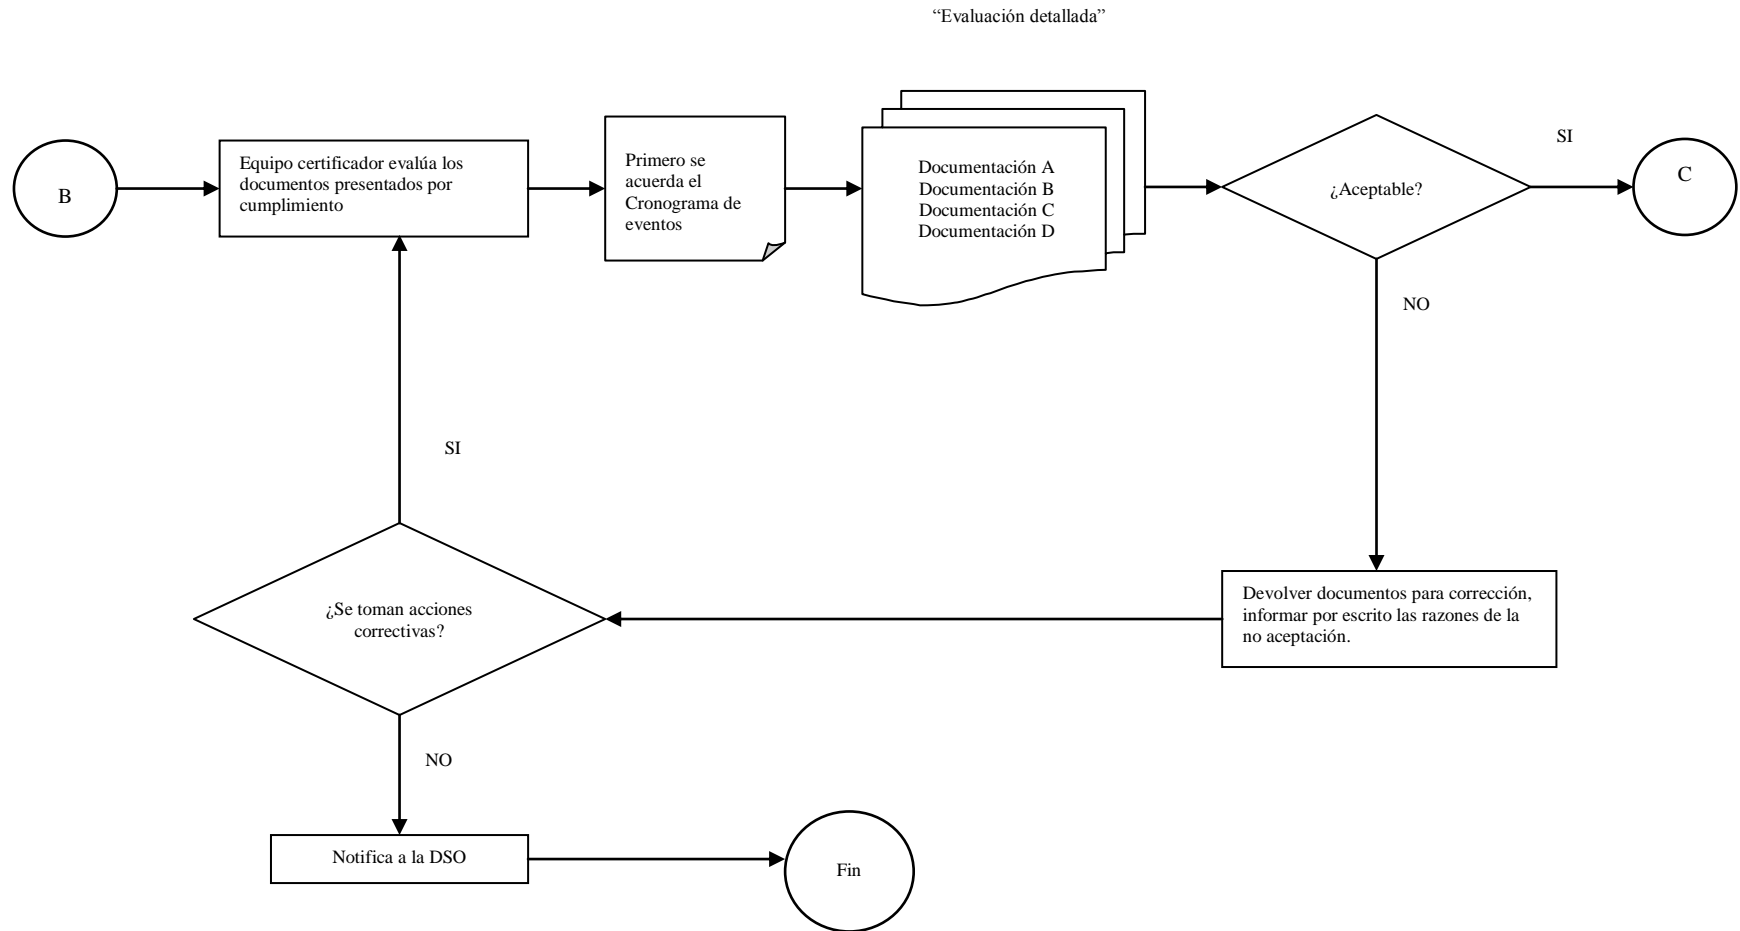 “Evaluación detallada”
B
Equipo certificador evalúa los
documentos presentados por
cumplimiento
Primero se
acuerda el
Cronograma de
eventos
Documentación A
Documentación B
Documentación C
Documentación D
¿Aceptable?
SI
C
NO
Devolver documentos para corrección,
informar por escrito las razones de la
no aceptación.
¿Se toman acciones
correctivas?
SI
NO
Notifica a la DSO
Fin